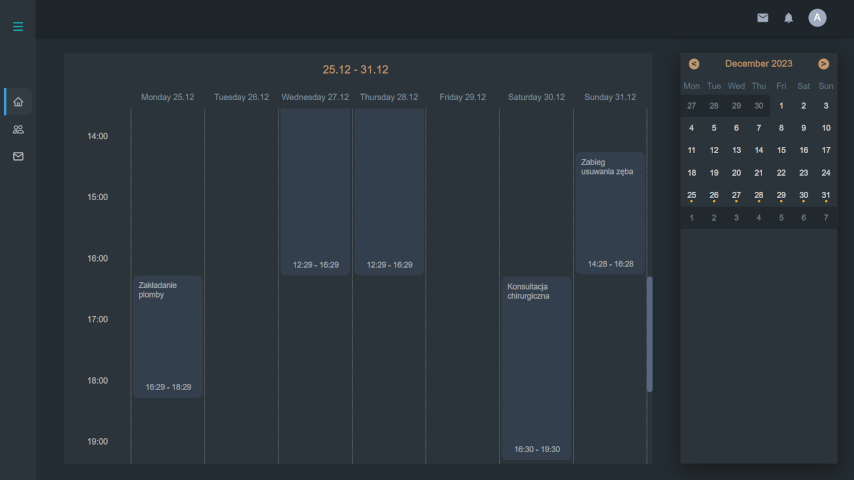 A
25.12 - 31.12
Monday 25.12 Tuesday 26.12 Wednesday 27.12 Thursday 28.12 Friday 29.12 Saturday 30.12 Sunday 31.12
14:00
15:00
16:00
17:00
18:00
19:00
Zakładanie
plomby
16:29 - 18:29
12:29 - 16:29
12:29 - 16:29
Konsultacja
chirurgiczna
16:30 - 19:30
Zabieg
usuwania zęba
14:28 - 16:28
< December 2023 >
Mon Tue Wed Thu Fri Sat Sun
27 28 29 30 1 2 3
4 5 6 7 8 9 10
11 12 13 14 15 16 17
18 19 20 21 22 23 24
25 26 27 28 29 30 31
1 2 3 4 5 6 7